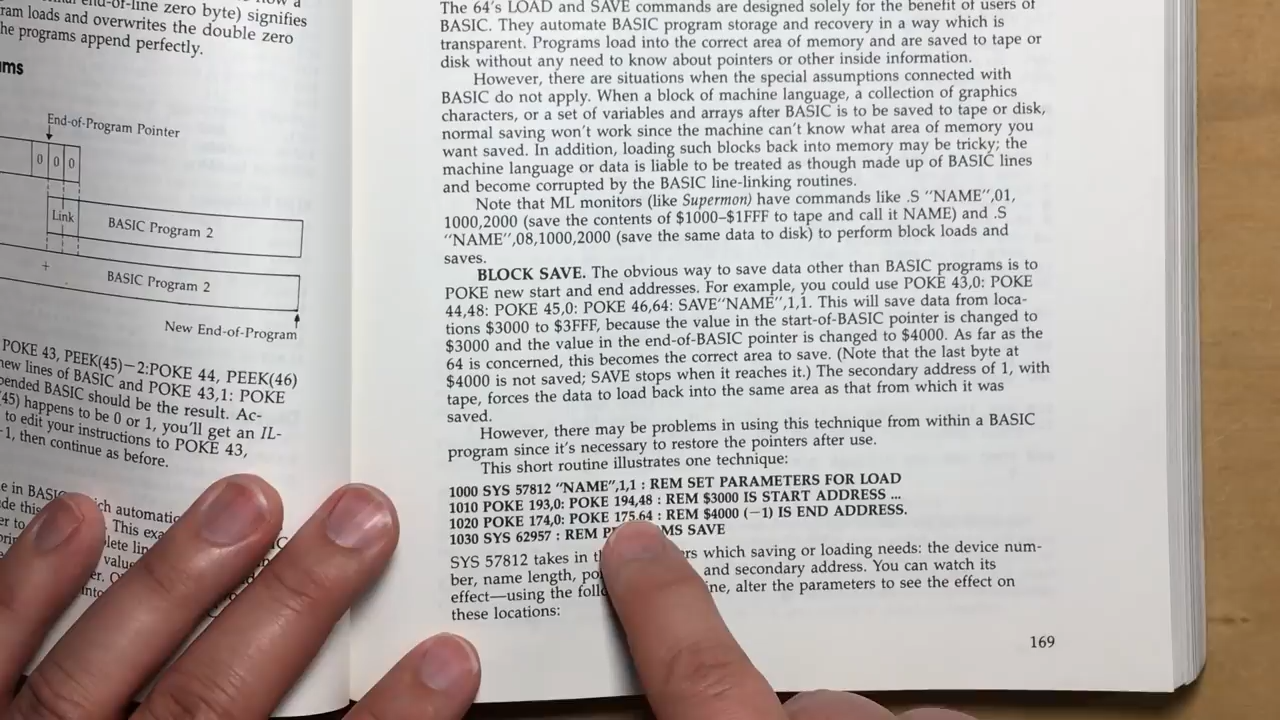 end-of-line zero byte) signifies
ram loads and overwrites the double zero
he programs append perfectly.
ms
End-of-Program Pointer
0 0 0
Link
BASIC Program 2
+
BASIC Program 2
New End-of-Program
POKE 43, PEEK(45)−2:POKE 44, PEEK(46)
new lines of BASIC and POKE 43,1: POKE
pended BASIC should be the result. Ac-
(45) happens to be 0 or 1, you'll get an IL-
to edit your instructions to POKE 43,
1, then continue as before.
e in BASIC
ch automatic
de this
This exa
plete lin
value
er.
The 64's LOAD and SAVE commands are designed solely for the benefit of users of
BASIC. They automate BASIC program storage and recovery in a way which is
transparent. Programs load into the correct area of memory and are saved to tape or
disk without any need to know about pointers or other inside information.
However, there are situations when the special assumptions connected with
BASIC do not apply. When a block of machine language, a collection of graphics
characters, or a set of variables and arrays after BASIC is to be saved to tape or disk,
normal saving won't work since the machine can't know what area of memory you
want saved. In addition, loading such blocks back into memory may be tricky; the
machine language or data is liable to be treated as though made up of BASIC lines
and become corrupted by the BASIC line-linking routines.
Note that ML monitors (like Supermon) have commands like .S "NAME",01,
1000,2000 (save the contents of $1000–$1FFF to tape and call it NAME) and .S
"NAME",08,1000,2000 (save the same data to disk) to perform block loads and
saves.
BLOCK SAVE. The obvious way to save data other than BASIC programs is to
POKE new start and end addresses. For example, you could use POKE 43,0: POKE
44,48: POKE 45,0: POKE 46,64: SAVE"NAME",1,1. This will save data from loca-
tions $3000 to $3FFF, because the value in the start-of-BASIC pointer is changed to
$3000 and the value in the end-of-BASIC pointer is changed to $4000. As far as the
64 is concerned, this becomes the correct area to save. (Note that the last byte at
$4000 is not saved; SAVE stops when it reaches it.) The secondary address of 1, with
tape, forces the data to load back into the same area as that from which it was
saved.
However, there may be problems in using this technique from within a BASIC
program since it's necessary to restore the pointers after use.
This short routine illustrates one technique:
1000 SYS 57812 "NAME",1,1 : REM SET PARAMETERS FOR LOAD
1010 POKE 193,0: POKE 194,48 : REM $3000 IS START ADDRESS ...
1020 POKE 174,0: POKE 175,64 : REM $4000 (−1) IS END ADDRESS.
1030 SYS 62957 : REM P MS SAVE
SYS 57812 takes in th rs which saving or loading needs: the device num-
ber, name length, poi and secondary address. You can watch its
effect—using the follo ne, alter the parameters to see the effect on
these locations:
169